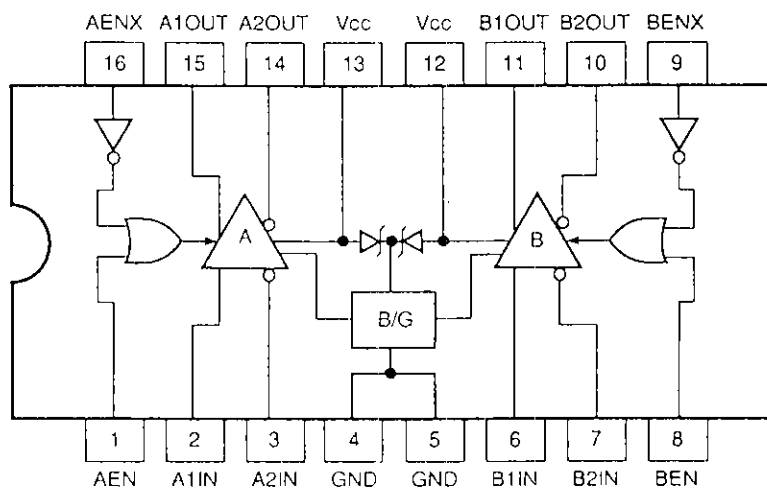 AENX A1OUT A2OUT Vcc Vcc B1OUT B2OUT BENX
16 15 14 13 12 11 10 9
A B
B/G
1 2 3 4 5 6 7 8
AEN A1IN A2IN GND GND B1IN B2IN BEN